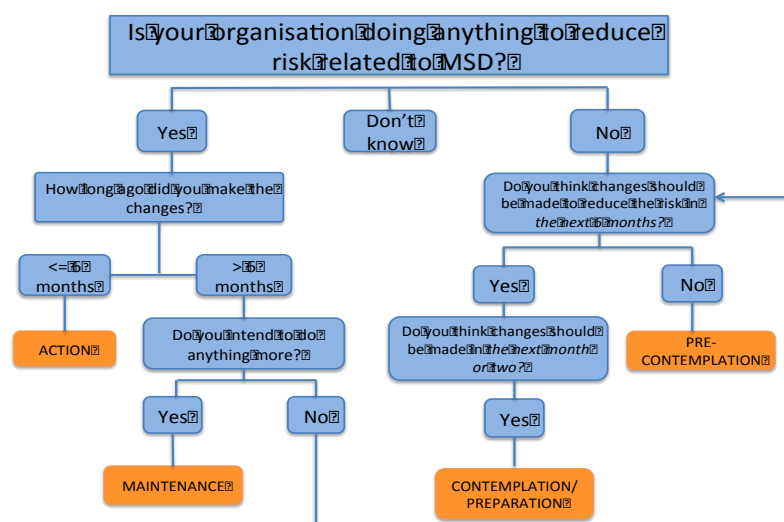 Is your organisation doing anything to reduce
risk related to MSD?
Yes
Don't
know
No
How long ago did you make the
changes?
Do you think changes should
be made to reduce the risk in
the next 6 months?
<= 6
months
> 6
months
Yes
No
ACTION
Do you intend to do
anything more?
Do you think changes should
be made in the next month
or two?
PRE-
CONTEMPLATION
Yes
No
Yes
MAINTENANCE
CONTEMPLATION/
PREPARATION